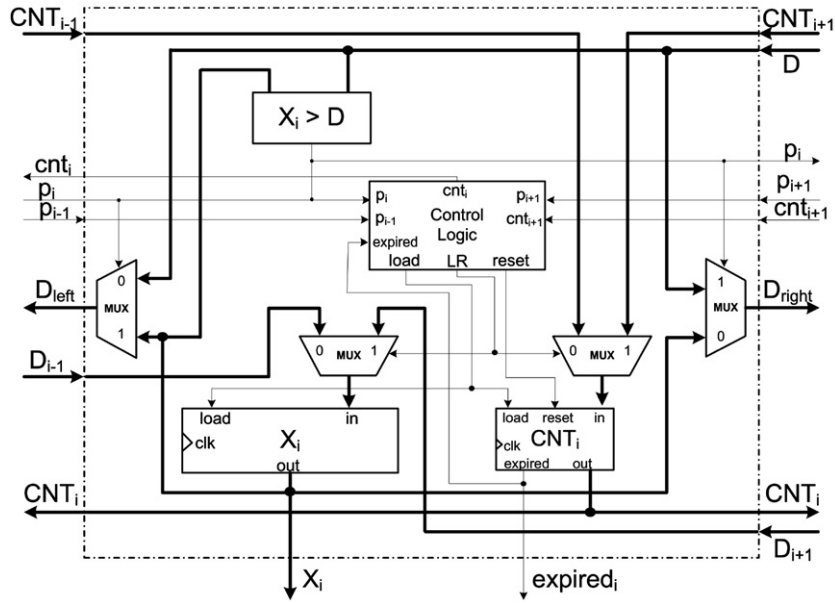 CNTi-1
CNTi+1
D
Xi > D
cnti
pi
pi
pi-1
pi+1
cnti+1
pi
cnti
pi+1
pi-1
Control
Logic
cnti+1
expired
load
LR
reset
0
MUX
1
1
MUX
0
Dleft
Dright
0
MUX
1
0
MUX
1
Di-1
load
in
clk
Xi
out
load
reset
in
clk
CNTi
expired
out
CNTi
CNTi
Di+1
Xi
expiredi